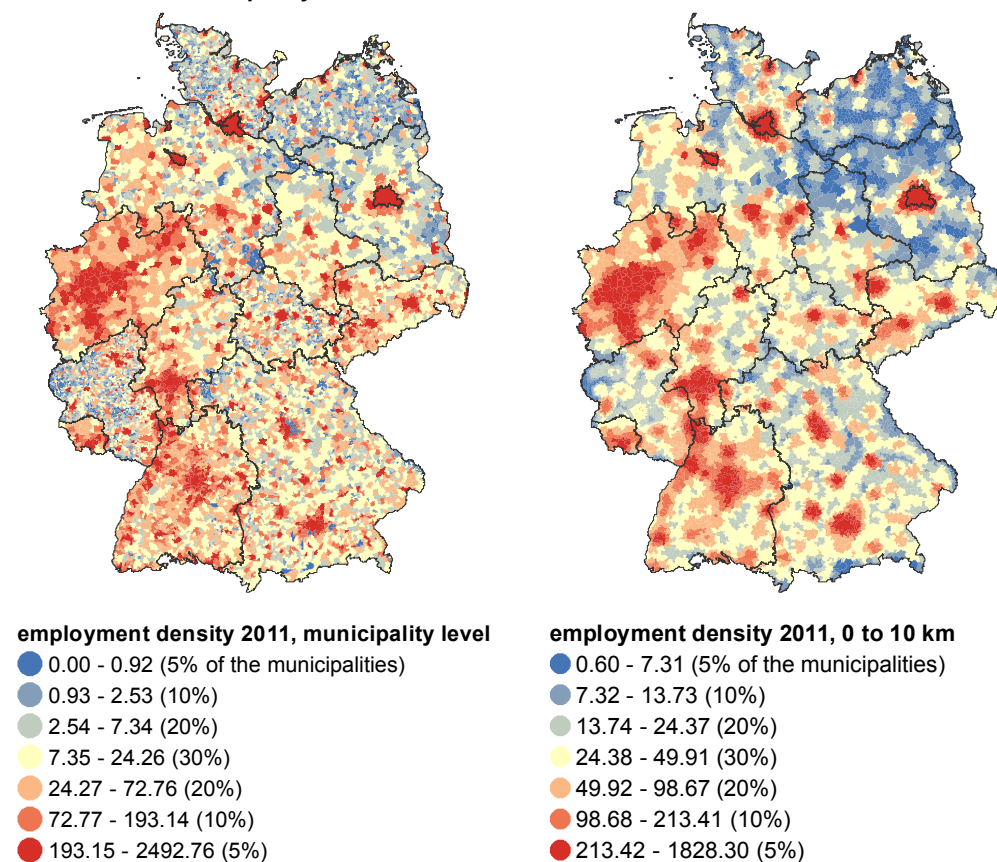 employment density 2011, municipality level
0.00 - 0.92 (5% of the municipalities)
0.93 - 2.53 (10%)
2.54 - 7.34 (20%)
7.35 - 24.26 (30%)
24.27 - 72.76 (20%)
72.77 - 193.14 (10%)
193.15 - 2492.76 (5%)
employment density 2011, 0 to 10 km
0.60 - 7.31 (5% of the municipalities)
7.32 - 13.73 (10%)
13.74 - 24.37 (20%)
24.38 - 49.91 (30%)
49.92 - 98.67 (20%)
98.68 - 213.41 (10%)
213.42 - 1828.30 (5%)